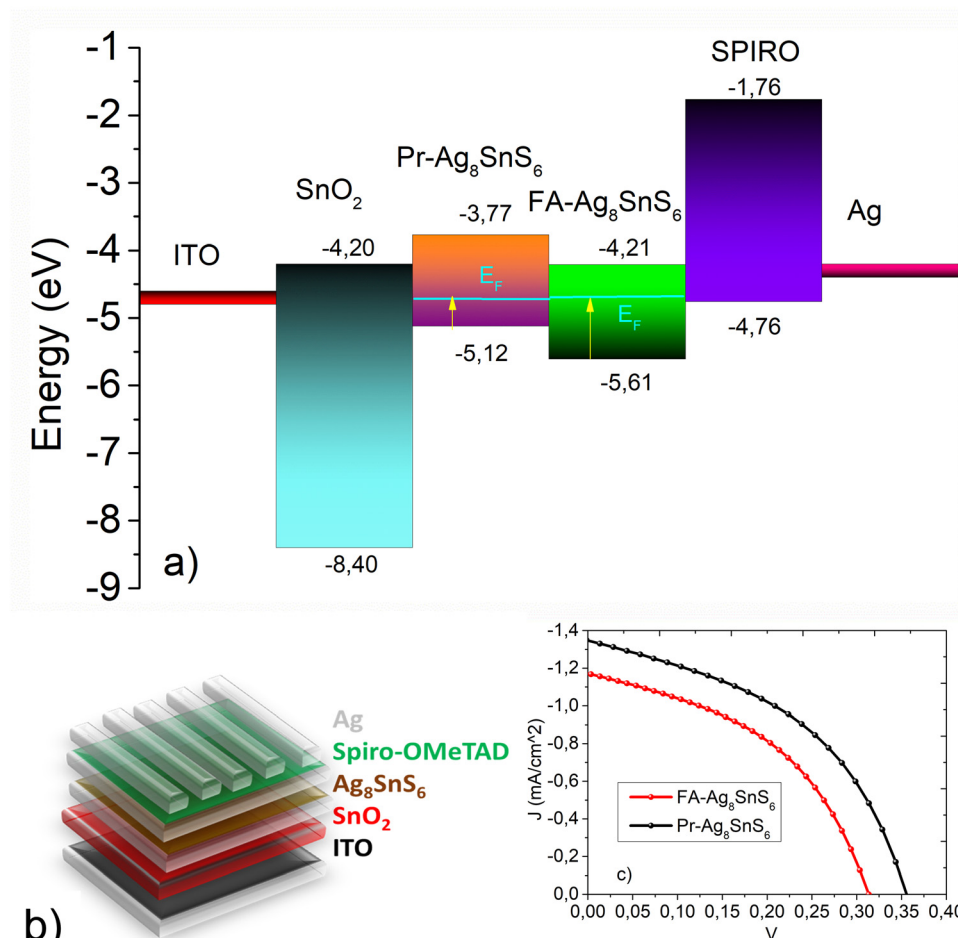 Energy (eV)
-1
-2
-3
-4
-5
-6
-7
-8
-9
ITO
SnO₂
-4,20
-8,40
Pr-Ag₈SnS₆
-3,77
E_F
-5,12
FA-Ag₈SnS₆
-4,21
E_F
-5,61
SPIRO
-1,76
-4,76
Ag
a)
Ag
Spiro-OMeTAD
Ag₈SnS₆
SnO₂
ITO
b)
J (mA/cm^2)
-1,4
-1,2
-1,0
-0,8
-0,6
-0,4
-0,2
0,0
FA-Ag₈SnS₆
Pr-Ag₈SnS₆
c)
0,00 0,05 0,10 0,15 0,20 0,25 0,30 0,35 0,40
V